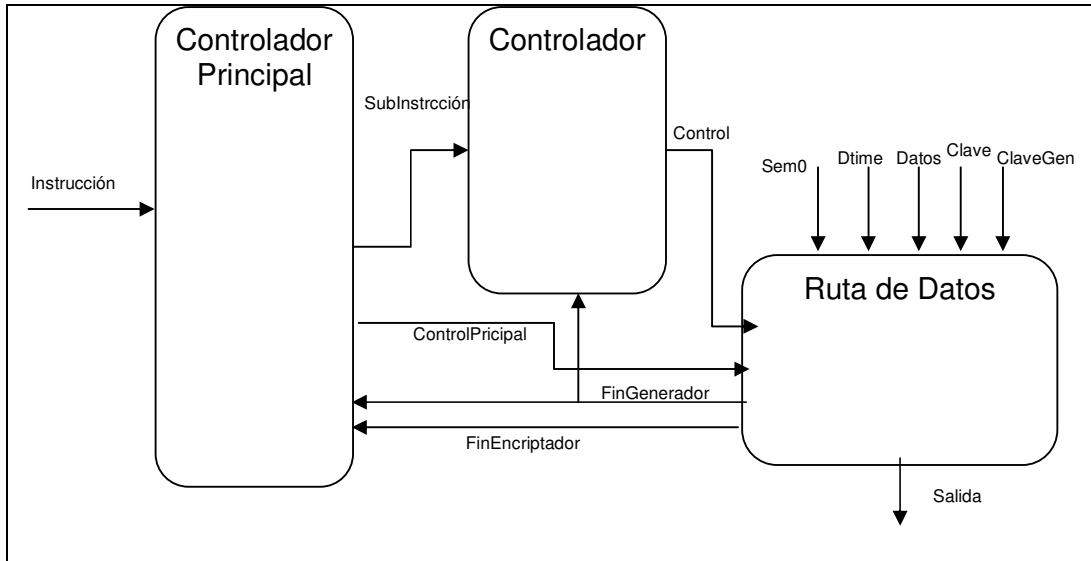 Controlador
Principal
Controlador
SubInstrcción
Control
Instrucción
Sem0
Dtime
Datos
Clave
ClaveGen
Ruta de Datos
ControlPricipal
FinGenerador
FinEncriptador
Salida